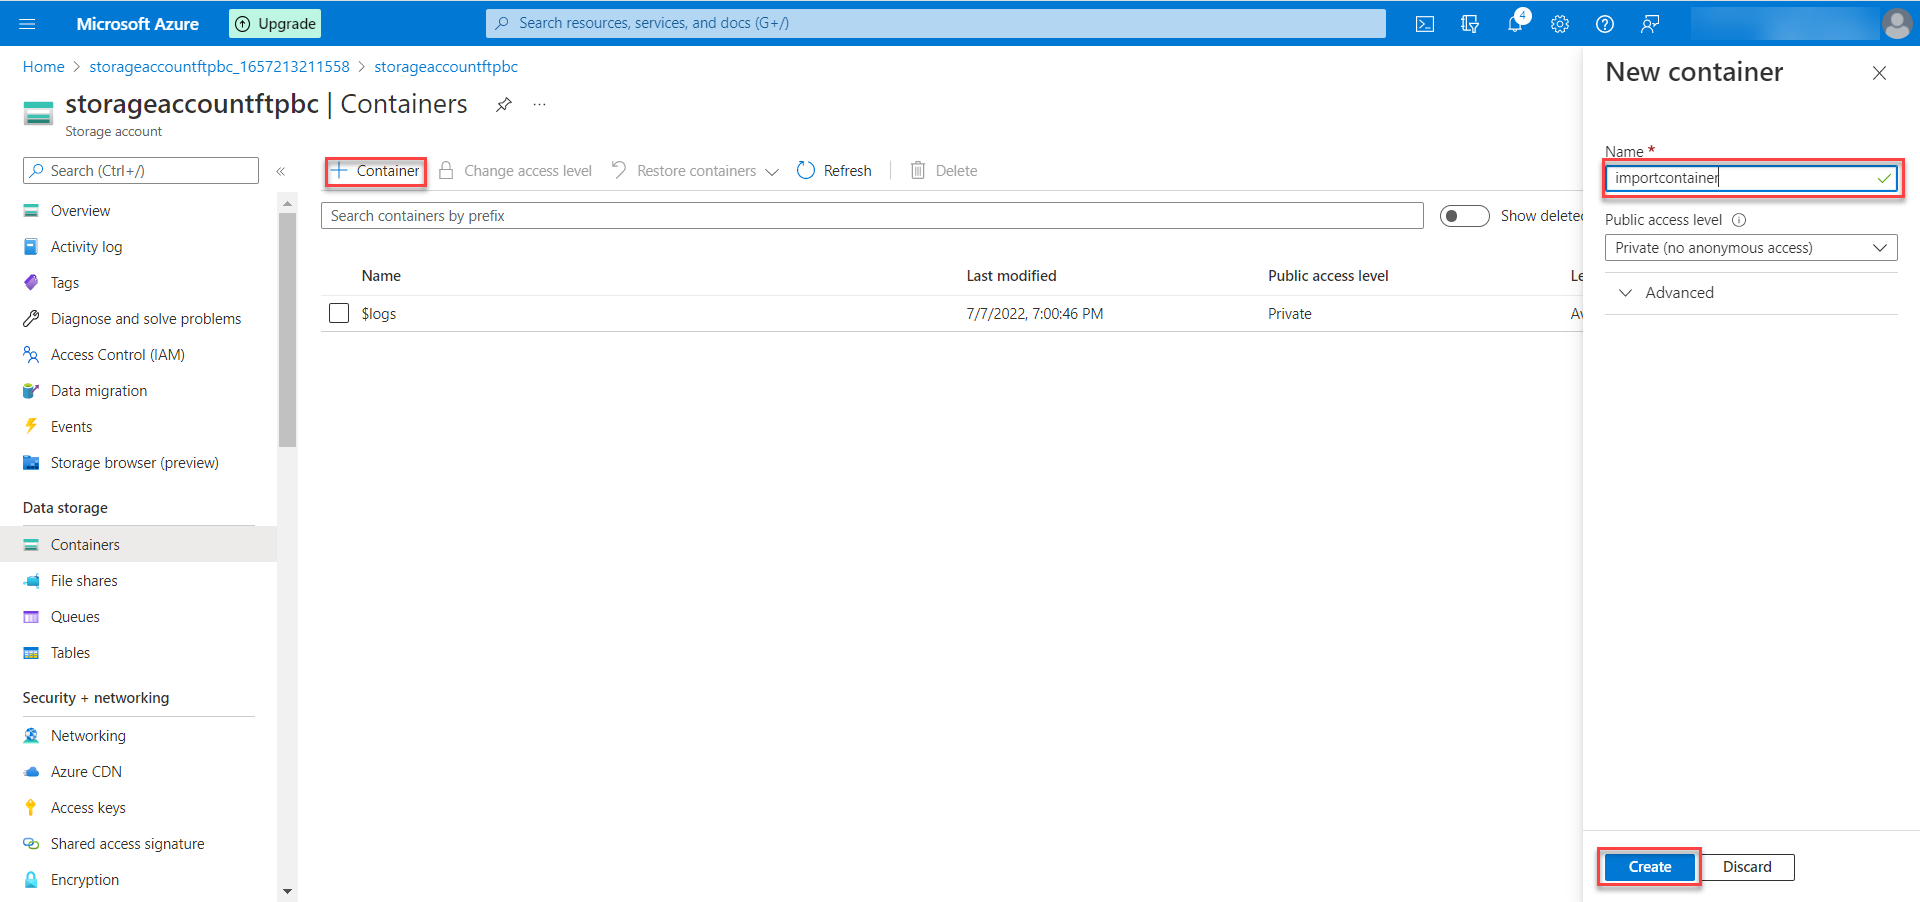 Microsoft Azure
Upgrade
Search resources, services, and docs (G+/)
4
Home > storageaccountftpbc_1657213211558 > storageaccountftpbc
storageaccountftpbc | Containers
...
Storage account
Search (Ctrl+/)
«
Overview
Activity log
Tags
Diagnose and solve problems
Access Control (IAM)
Data migration
Events
Storage browser (preview)
Data storage
Containers
File shares
Queues
Tables
Security + networking
Networking
Azure CDN
Access keys
Shared access signature
Encryption
Container
Change access level
Restore containers
Refresh
Delete
Search containers by prefix
Show deleted
Name Last modified Public access level Le
$logs 7/7/2022, 7:00:46 PM Private Av
New container
Name *
importcontainer
Public access level
Private (no anonymous access)
Advanced
Create
Discard